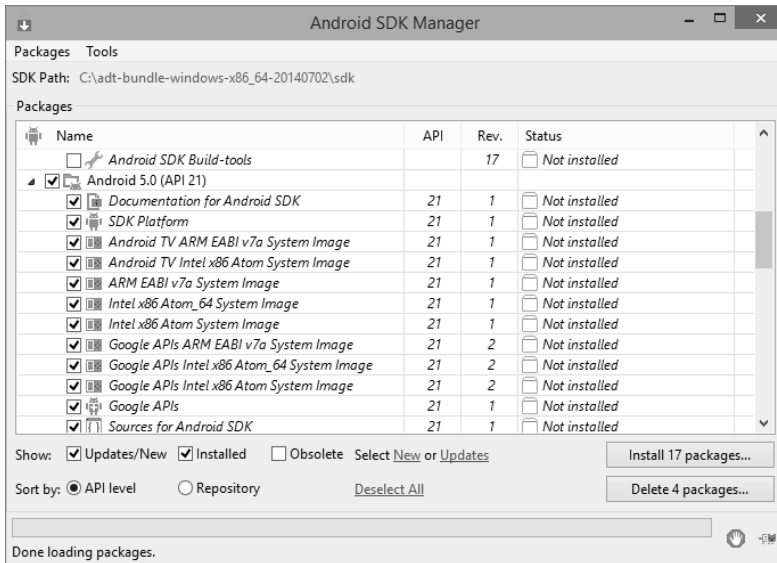 Android SDK Manager
Packages Tools
SDK Path: C:\adt-bundle-windows-x86_64-20140702\sdk
Packages
Name API Rev. Status
Android SDK Build-tools 17 Not installed
Android 5.0 (API 21)
Documentation for Android SDK 21 1 Not installed
SDK Platform 21 1 Not installed
Android TV ARM EABI v7a System Image 21 1 Not installed
Android TV Intel x86 Atom System Image 21 1 Not installed
ARM EABI v7a System Image 21 1 Not installed
Intel x86 Atom_64 System Image 21 1 Not installed
Intel x86 Atom System Image 21 1 Not installed
Google APIs ARM EABI v7a System Image 21 2 Not installed
Google APIs Intel x86 Atom_64 System Image 21 2 Not installed
Google APIs Intel x86 Atom System Image 21 2 Not installed
Google APIs 21 1 Not installed
Sources for Android SDK 21 1 Not installed
Show: Updates/New Installed Obsolete Select New or Updates Install 17 packages...
Sort by: API level Repository Deselect All Delete 4 packages...
Done loading packages.